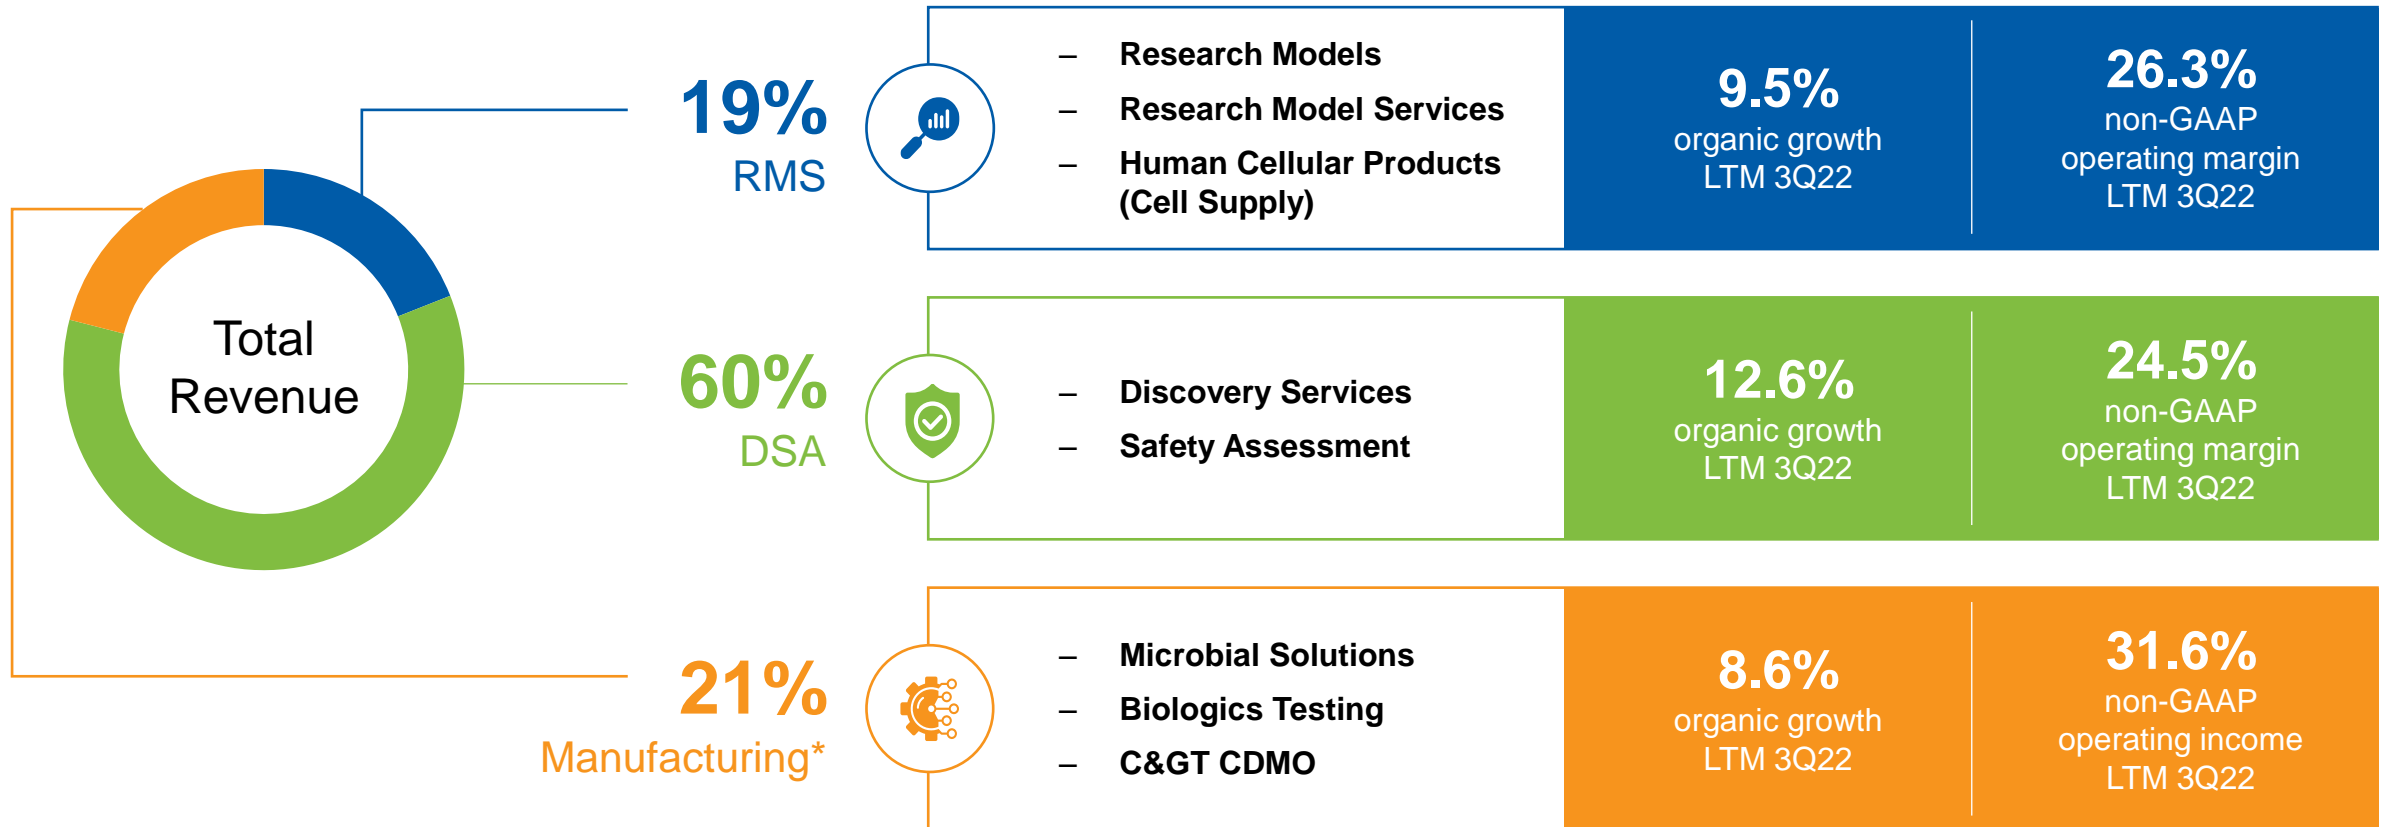 Total
Revenue
19%
RMS
– Research Models
– Research Model Services
– Human Cellular Products
(Cell Supply)
9.5%
organic growth
LTM 3Q22
26.3%
non-GAAP
operating margin
LTM 3Q22
60%
DSA
– Discovery Services
– Safety Assessment
12.6%
organic growth
LTM 3Q22
24.5%
non-GAAP
operating margin
LTM 3Q22
21%
Manufacturing*
– Microbial Solutions
– Biologics Testing
– C&GT CDMO
8.6%
organic growth
LTM 3Q22
31.6%
non-GAAP
operating income
LTM 3Q22